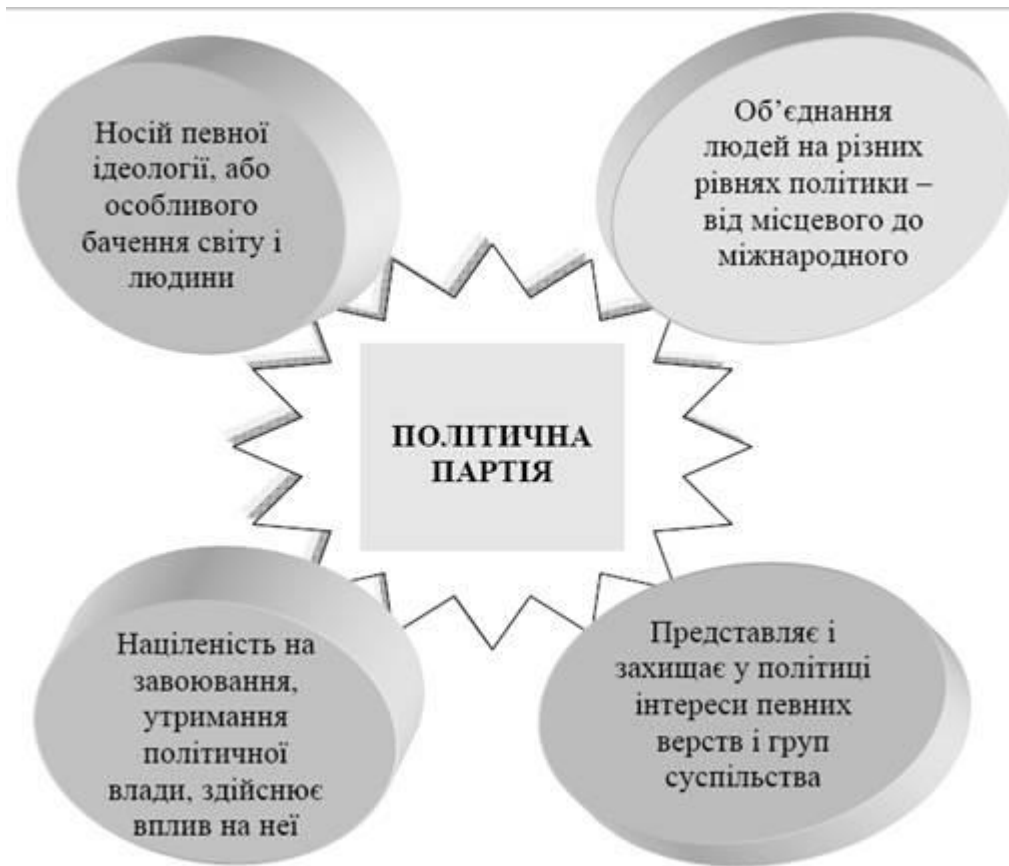 Носій певної
ідеології, або
особливого
бачення світу і
людини
Об’єднання
людей на різних
рівнях політики –
від місцевого до
міжнародного
ПОЛІТИЧНА
ПАРТІЯ
Націленість на
завоювання,
утримання
політичної
влади, здійснює
вплив на неї
Представляє і
захищає у політиці
інтереси певних
верств і груп
суспільства